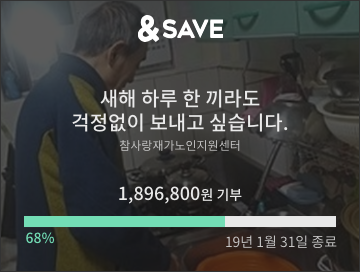 &SAVE
새해 하루 한 끼라도
걱정없이 보내고 싶습니다.
참사랑재가노인지원센터
1,896,800원 기부
68%
19년 1월 31일 종료